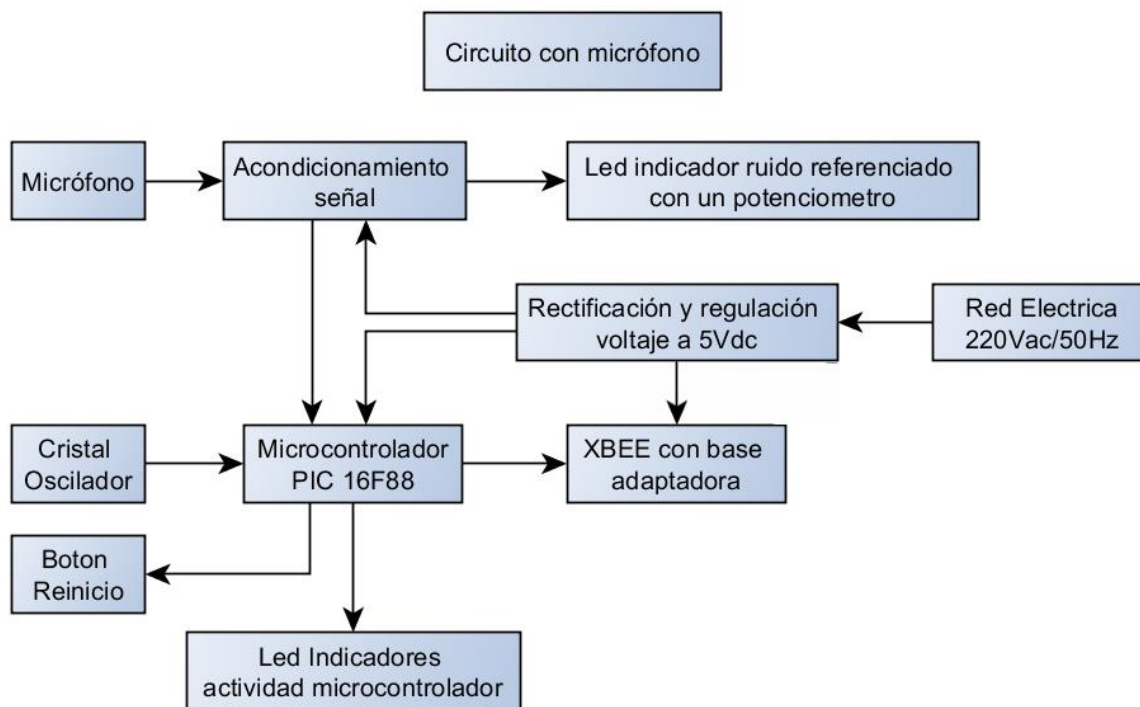 Circuito con micrófono
Micrófono
Acondicionamiento
señal
Led indicador ruido referenciado
con un potenciometro
Rectificación y regulación
voltaje a 5Vdc
Red Electrica
220Vac/50Hz
Cristal
Oscilador
Microcontrolador
PIC 16F88
XBEE con base
adaptadora
Boton
Reinicio
Led Indicadores
actividad microcontrolador